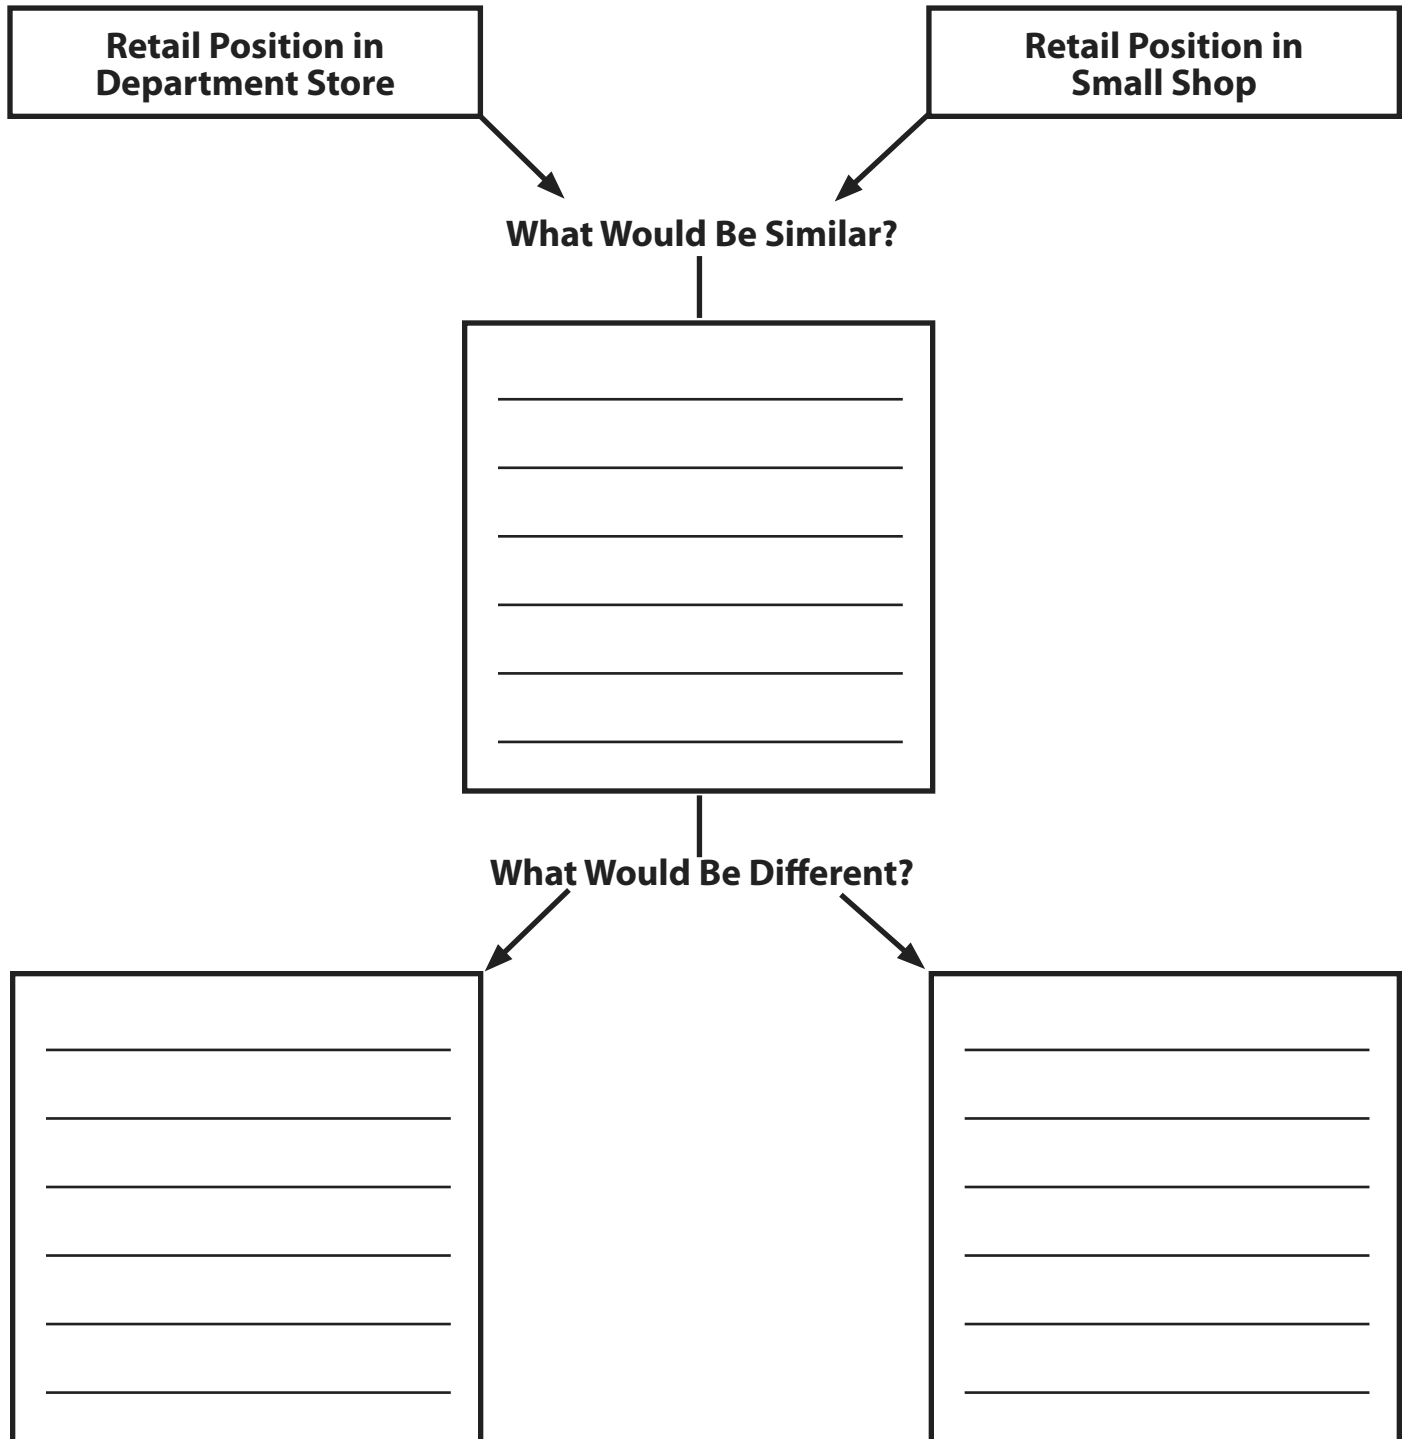 Retail Position in
Department Store
Retail Position in
Small Shop
What Would Be Similar?
What Would Be Different?